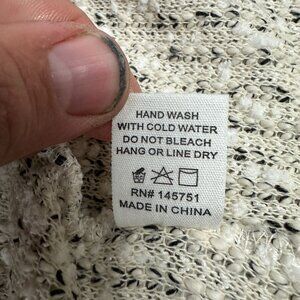 HAND WASH
WITH COLD WATER
DO NOT BLEACH
HANG OR LINE DRY
RN# 145751
MADE IN CHINA